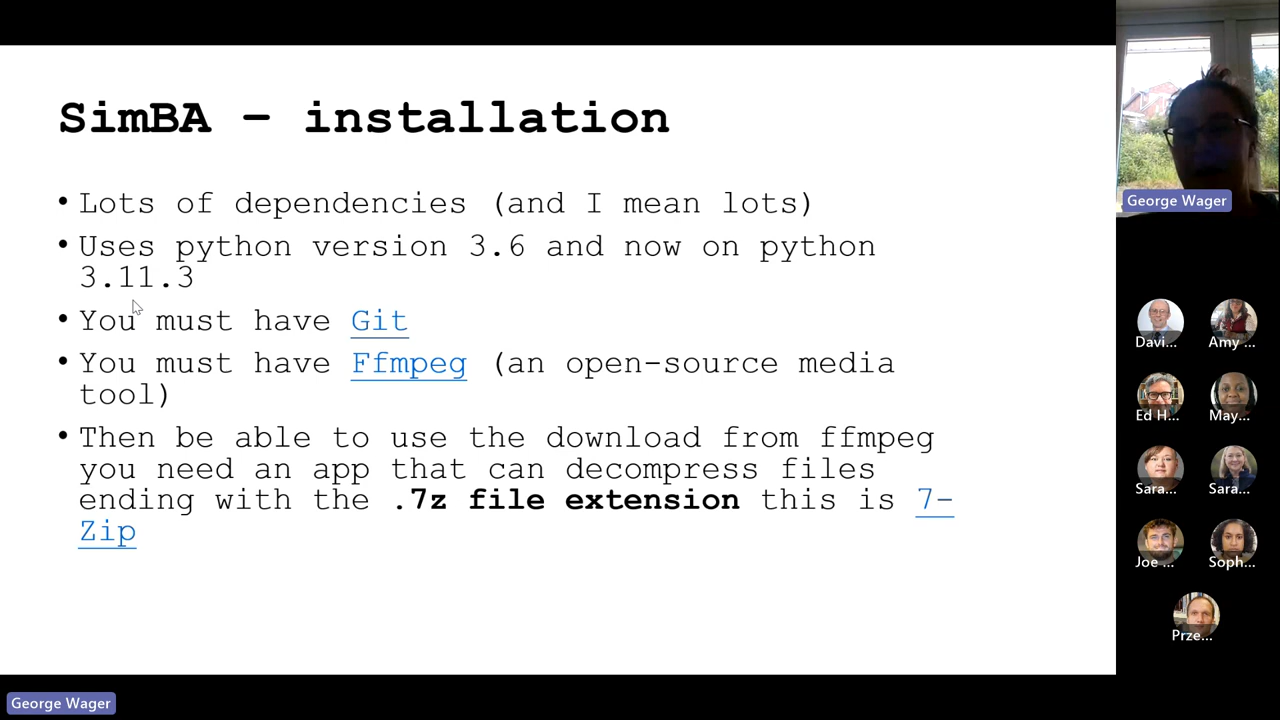 SimBA – installation
• Lots of dependencies (and I mean lots)
• Uses python version 3.6 and now on python
3.11.3
• You must have Git
• You must have Ffmpeg (an open-source media
tool)
• Then be able to use the download from ffmpeg
you need an app that can decompress files
ending with the .7z file extension this is 7-
Zip
George Wager
Davi... Amy ...
Ed H... May...
Sara... Sara...
Joe ... Soph...
Prze...
George Wager